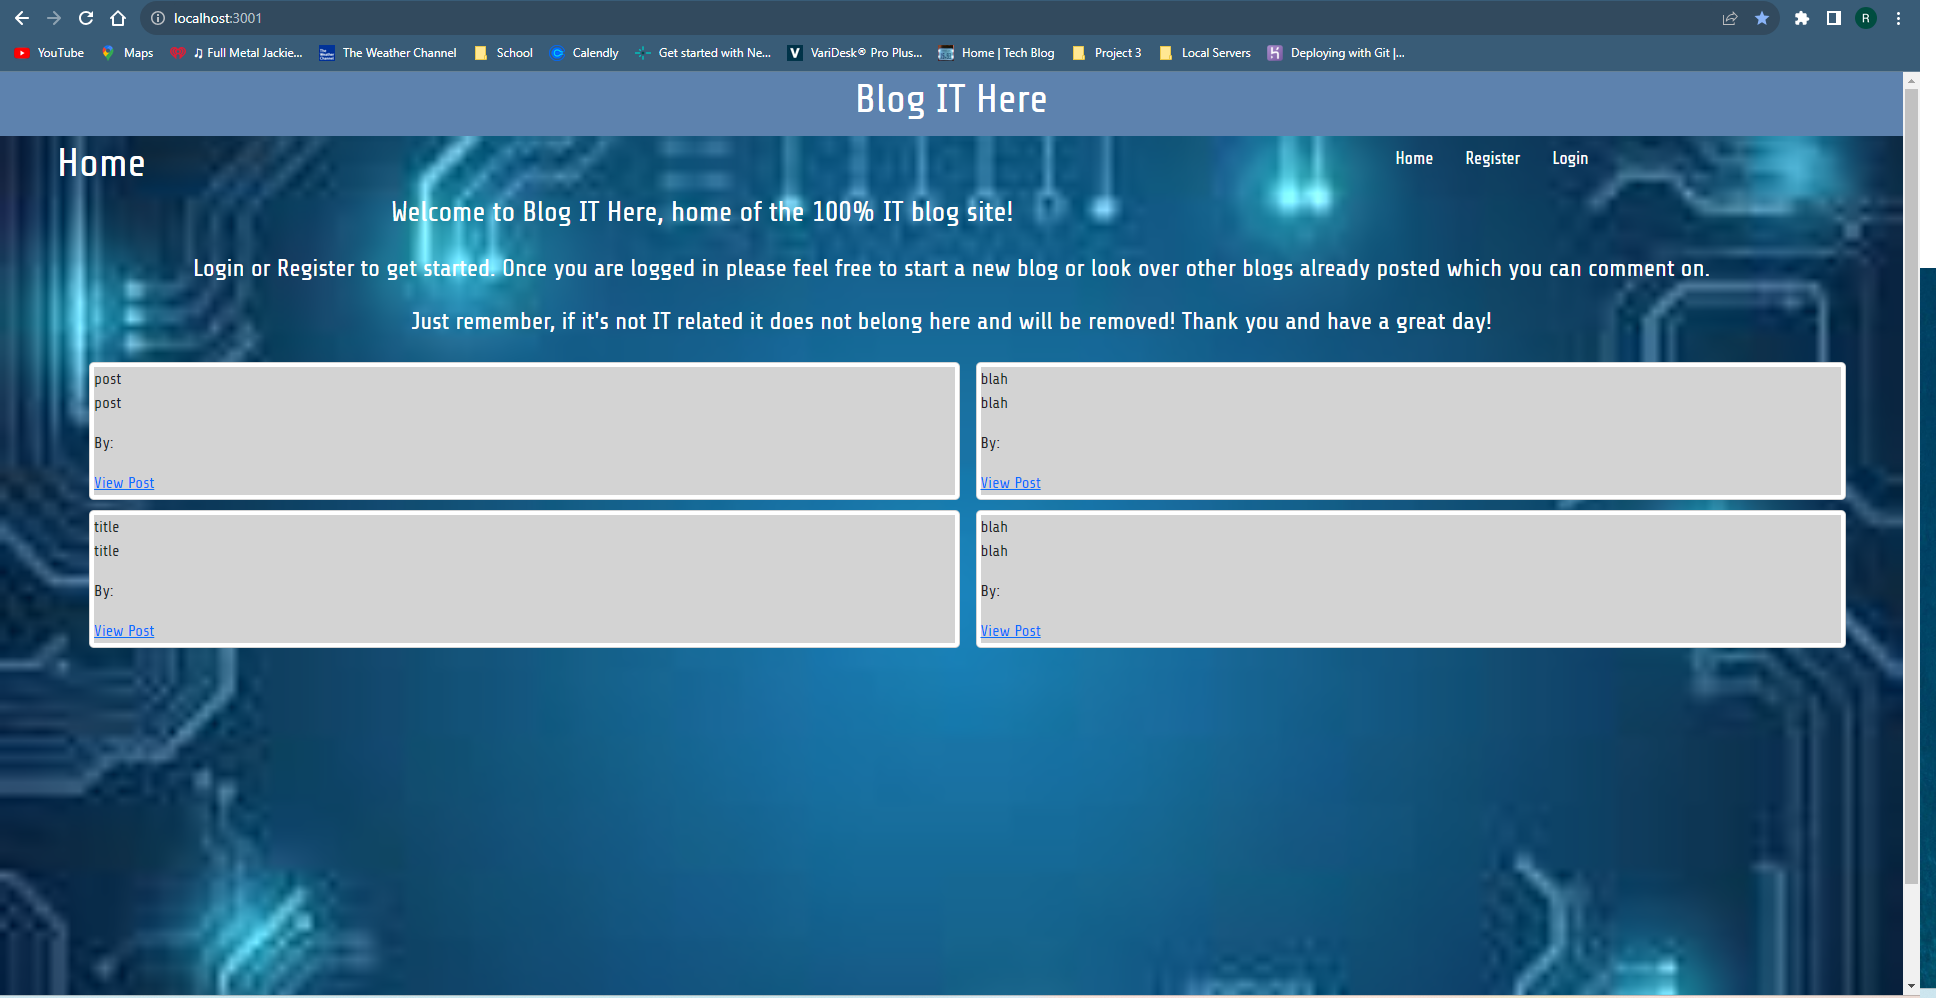 localhost:3001
R
YouTube Maps ♫ Full Metal Jackie... The Weather Channel School Calendly Get started with Ne... V VariDesk® Pro Plus... Home | Tech Blog Project 3 Local Servers Deploying with Git |...
Blog IT Here
Home
Home Register Login
Welcome to Blog IT Here, home of the 100% IT blog site!
Login or Register to get started. Once you are logged in please feel free to start a new blog or look over other blogs already posted which you can comment on.
Just remember, if it's not IT related it does not belong here and will be removed! Thank you and have a great day!
post
post
By:
View Post
blah
blah
By:
View Post
title
title
By:
View Post
blah
blah
By:
View Post